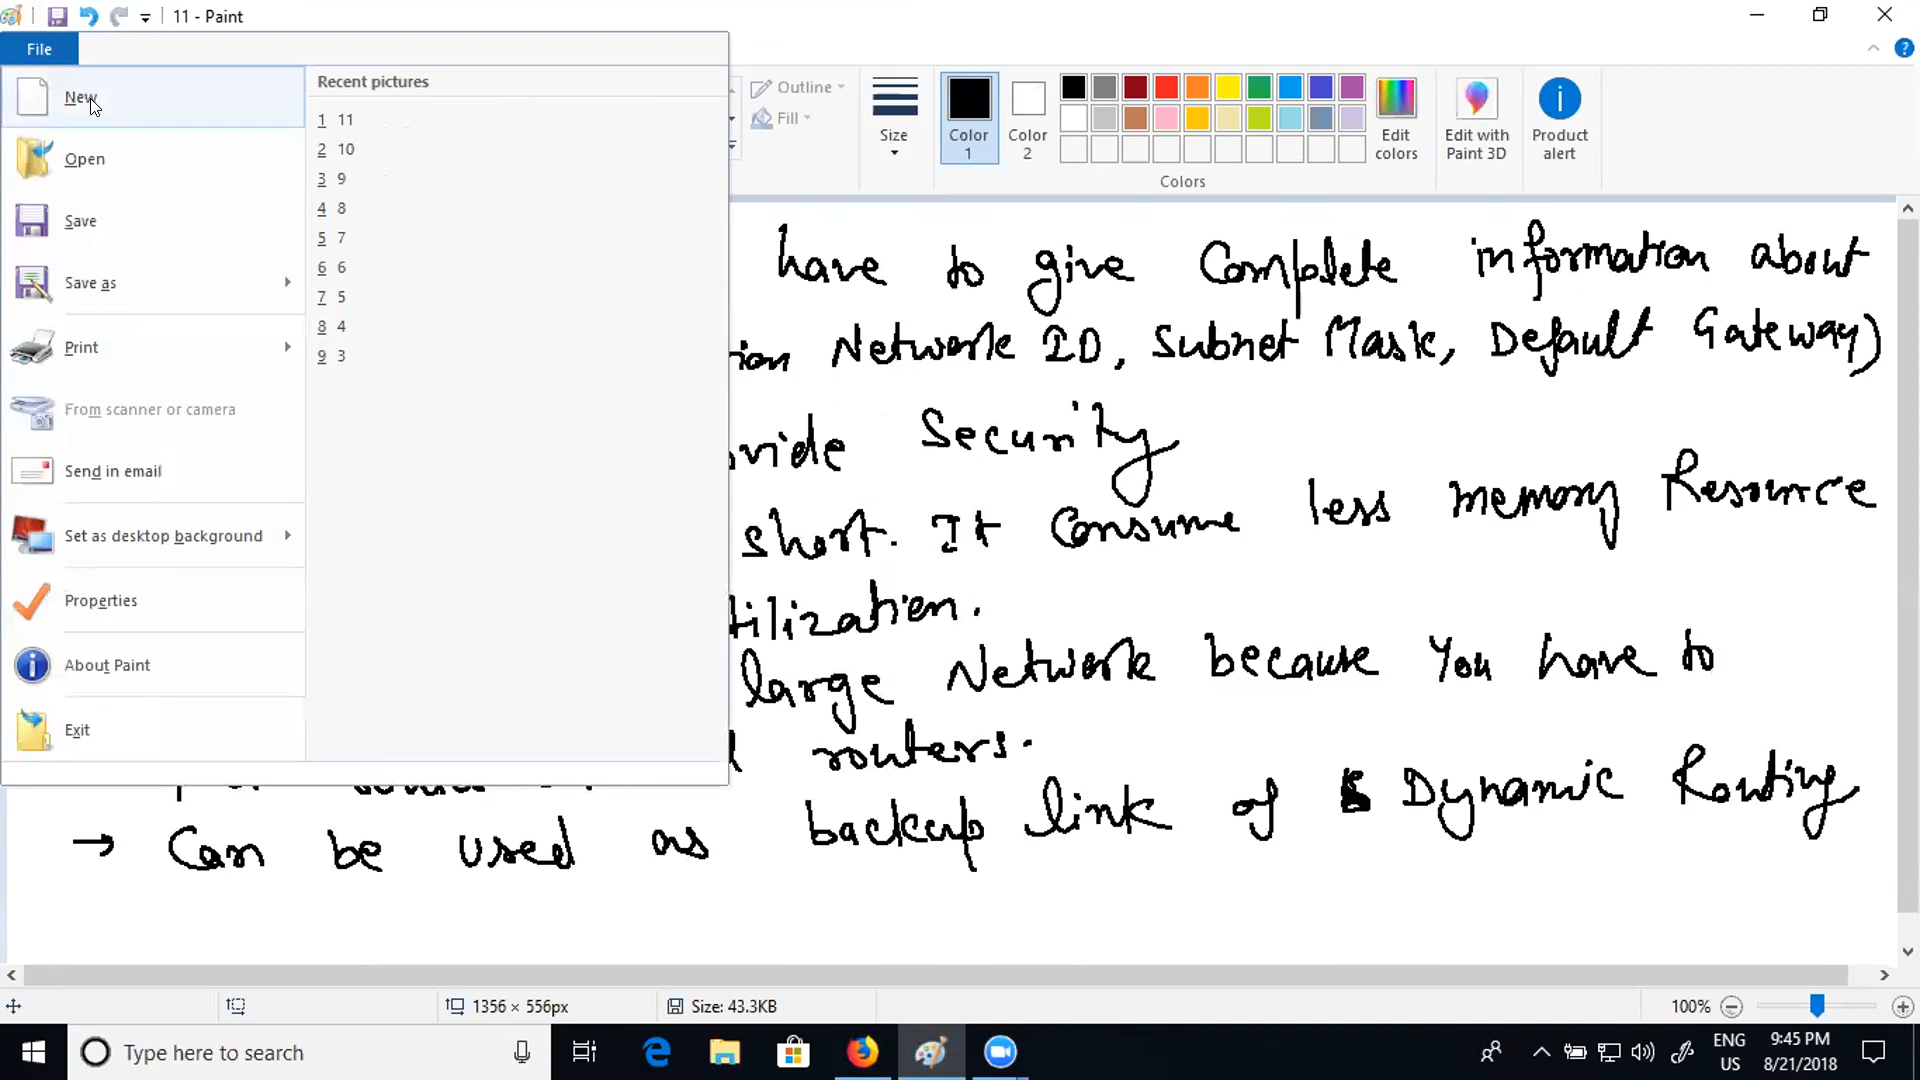 11 - Paint
File
New
Open
Save
Save as
Print
From scanner or camera
Send in email
Set as desktop background
Properties
About Paint
Exit
Recent pictures
1 11
2 10
3 9
4 8
5 7
6 6
7 5
8 4
9 3
Outline
Fill
Size
Color 1
Color 2
Edit colors
Edit with Paint 3D
Product alert
Colors
have to give Complete information about
ion Network ID, Subnet Mask, Default Gateway)
vide Security
short. It Consume less memory Resource
tilization.
large Network because You have to
routers.
→ Can be used as backup link of Dynamic Routing
1356 × 556px
Size: 43.3KB
100%
Type here to search
ENG
US
9:45 PM
8/21/2018